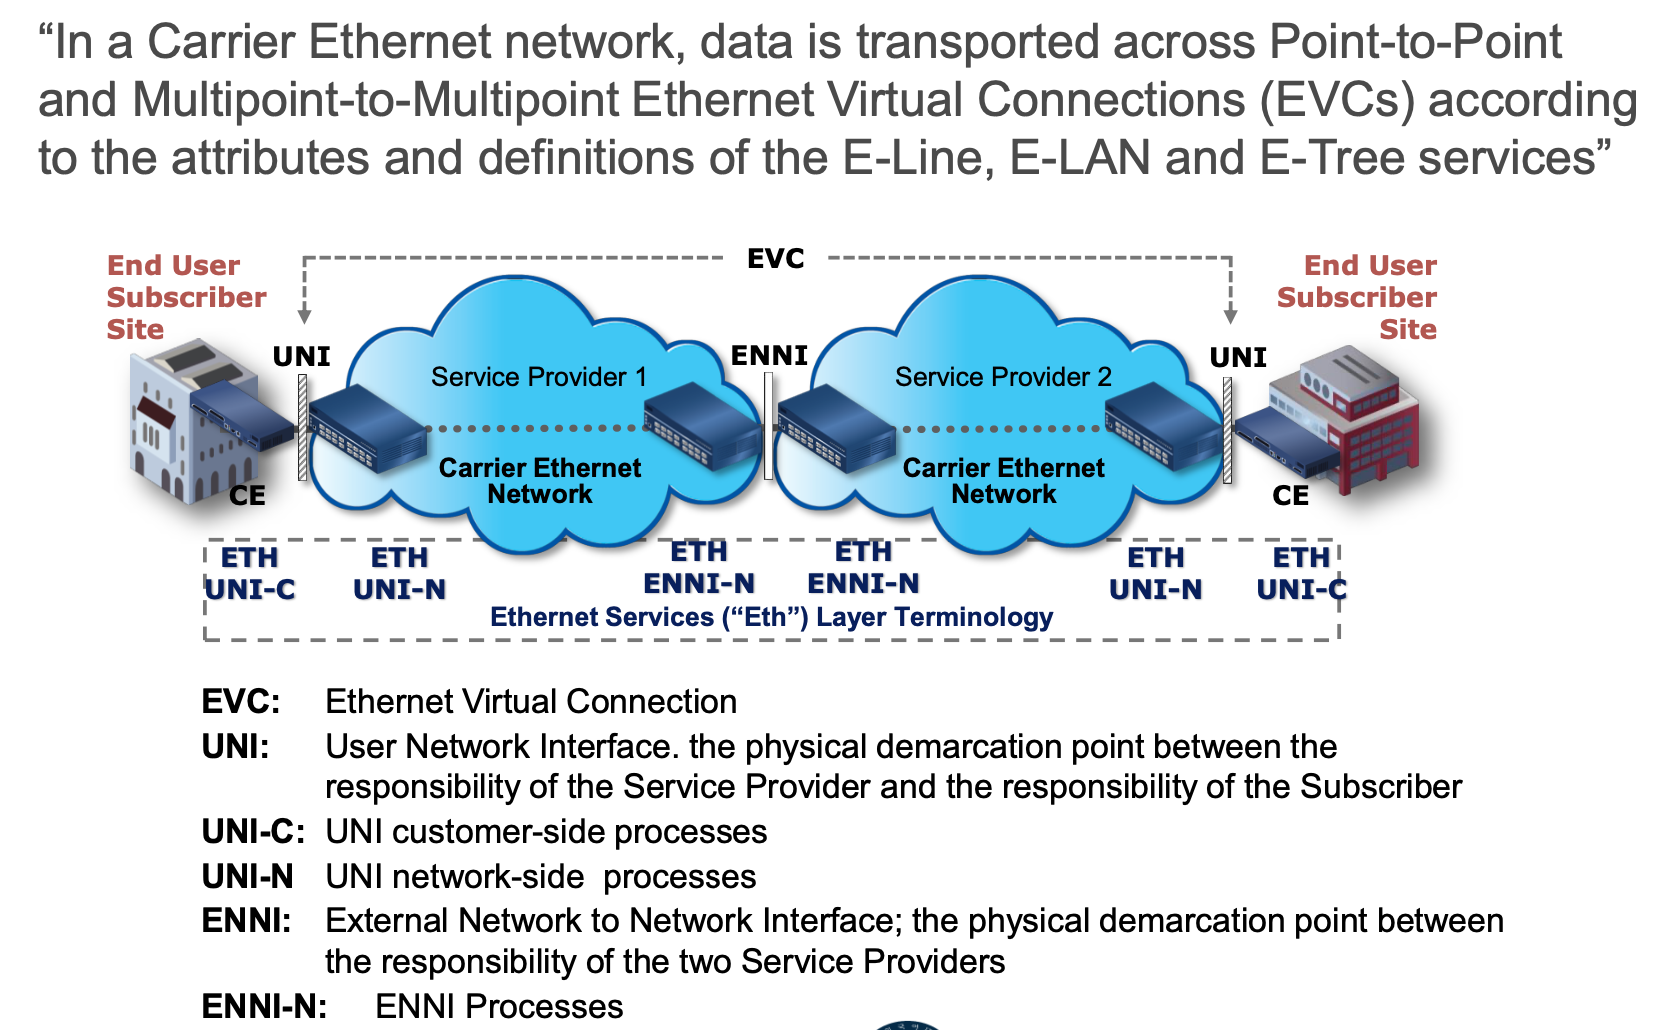 “In a Carrier Ethernet network, data is transported across Point-to-Point
and Multipoint-to-Multipoint Ethernet Virtual Connections (EVCs) according
to the attributes and definitions of the E-Line, E-LAN and E-Tree services”
EVC
End User
Subscriber
Site
End User
Subscriber
Site
UNI
ENNI
UNI
Service Provider 1
Service Provider 2
Carrier Ethernet
Network
Carrier Ethernet
Network
CE
CE
ETH
UNI-C
ETH
UNI-N
ETH
ENNI-N
ETH
ENNI-N
ETH
UNI-N
ETH
UNI-C
Ethernet Services (“Eth”) Layer Terminology
EVC: Ethernet Virtual Connection
UNI: User Network Interface. the physical demarcation point between the
responsibility of the Service Provider and the responsibility of the Subscriber
UNI-C: UNI customer-side processes
UNI-N UNI network-side processes
ENNI: External Network to Network Interface; the physical demarcation point between
the responsibility of the two Service Providers
ENNI-N: ENNI Processes